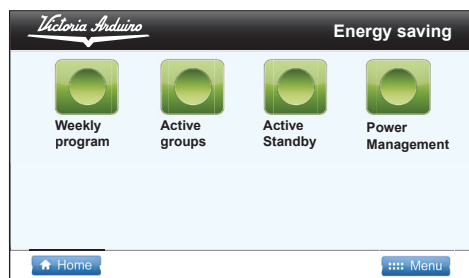 Victoria Arduino
Energy saving
Weekly program
Active groups
Active Standby
Power Management
Home
Menu